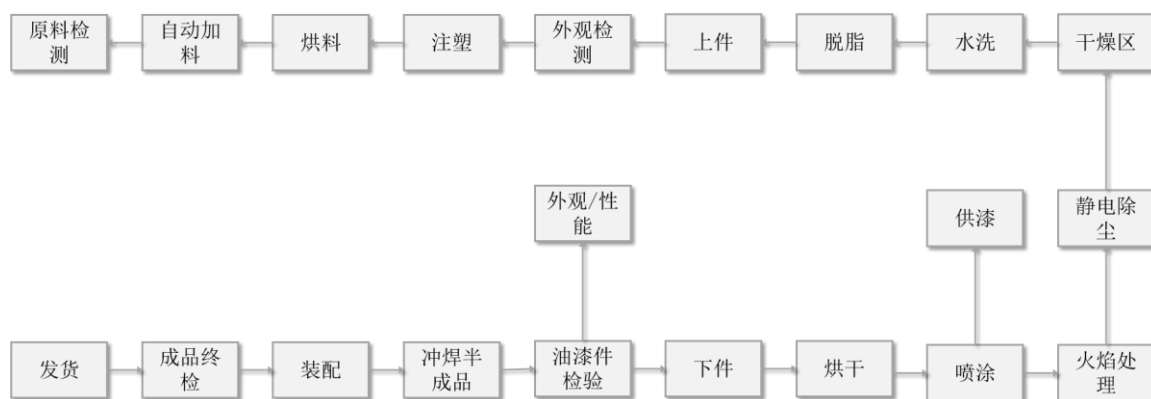 原料检
测
自动加
料
烘料
注塑
外观检
测
上件
脱脂
水洗
干燥区
外观/性
能
供漆
静电除
尘
发货
成品终
检
装配
冲焊半
成品
油漆件
检验
下件
烘干
喷涂
火焰处
理